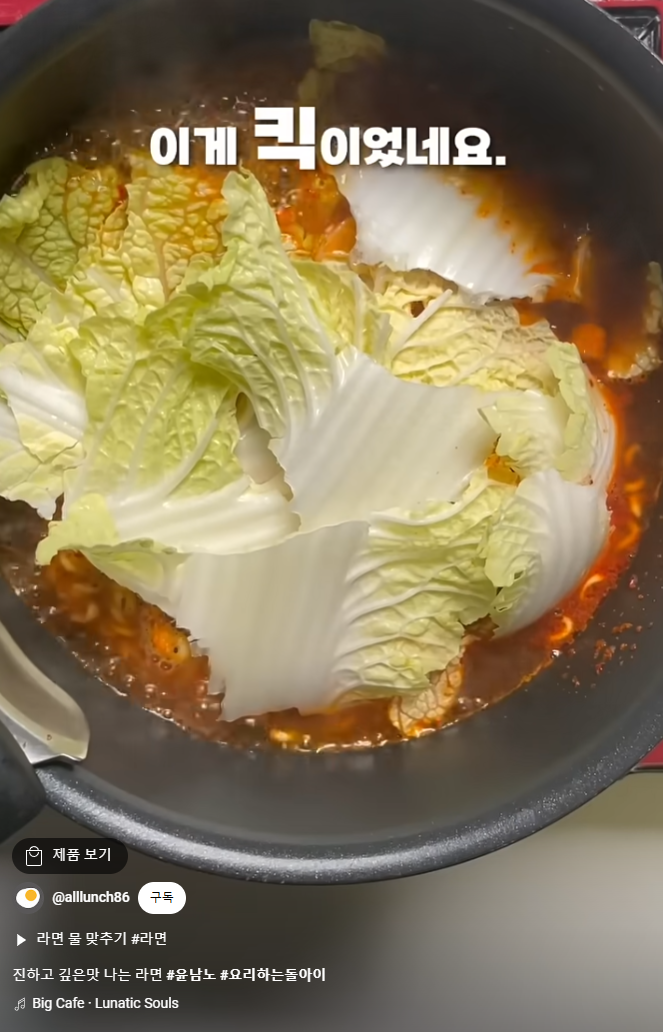 이게 킥이었네요.
제품 보기
@alllunch86 구독
라면 물 맞추기 #라면
진하고 깊은맛 나는 라면 #윤남노 #요리하는돌아이
Big Cafe · Lunatic Souls